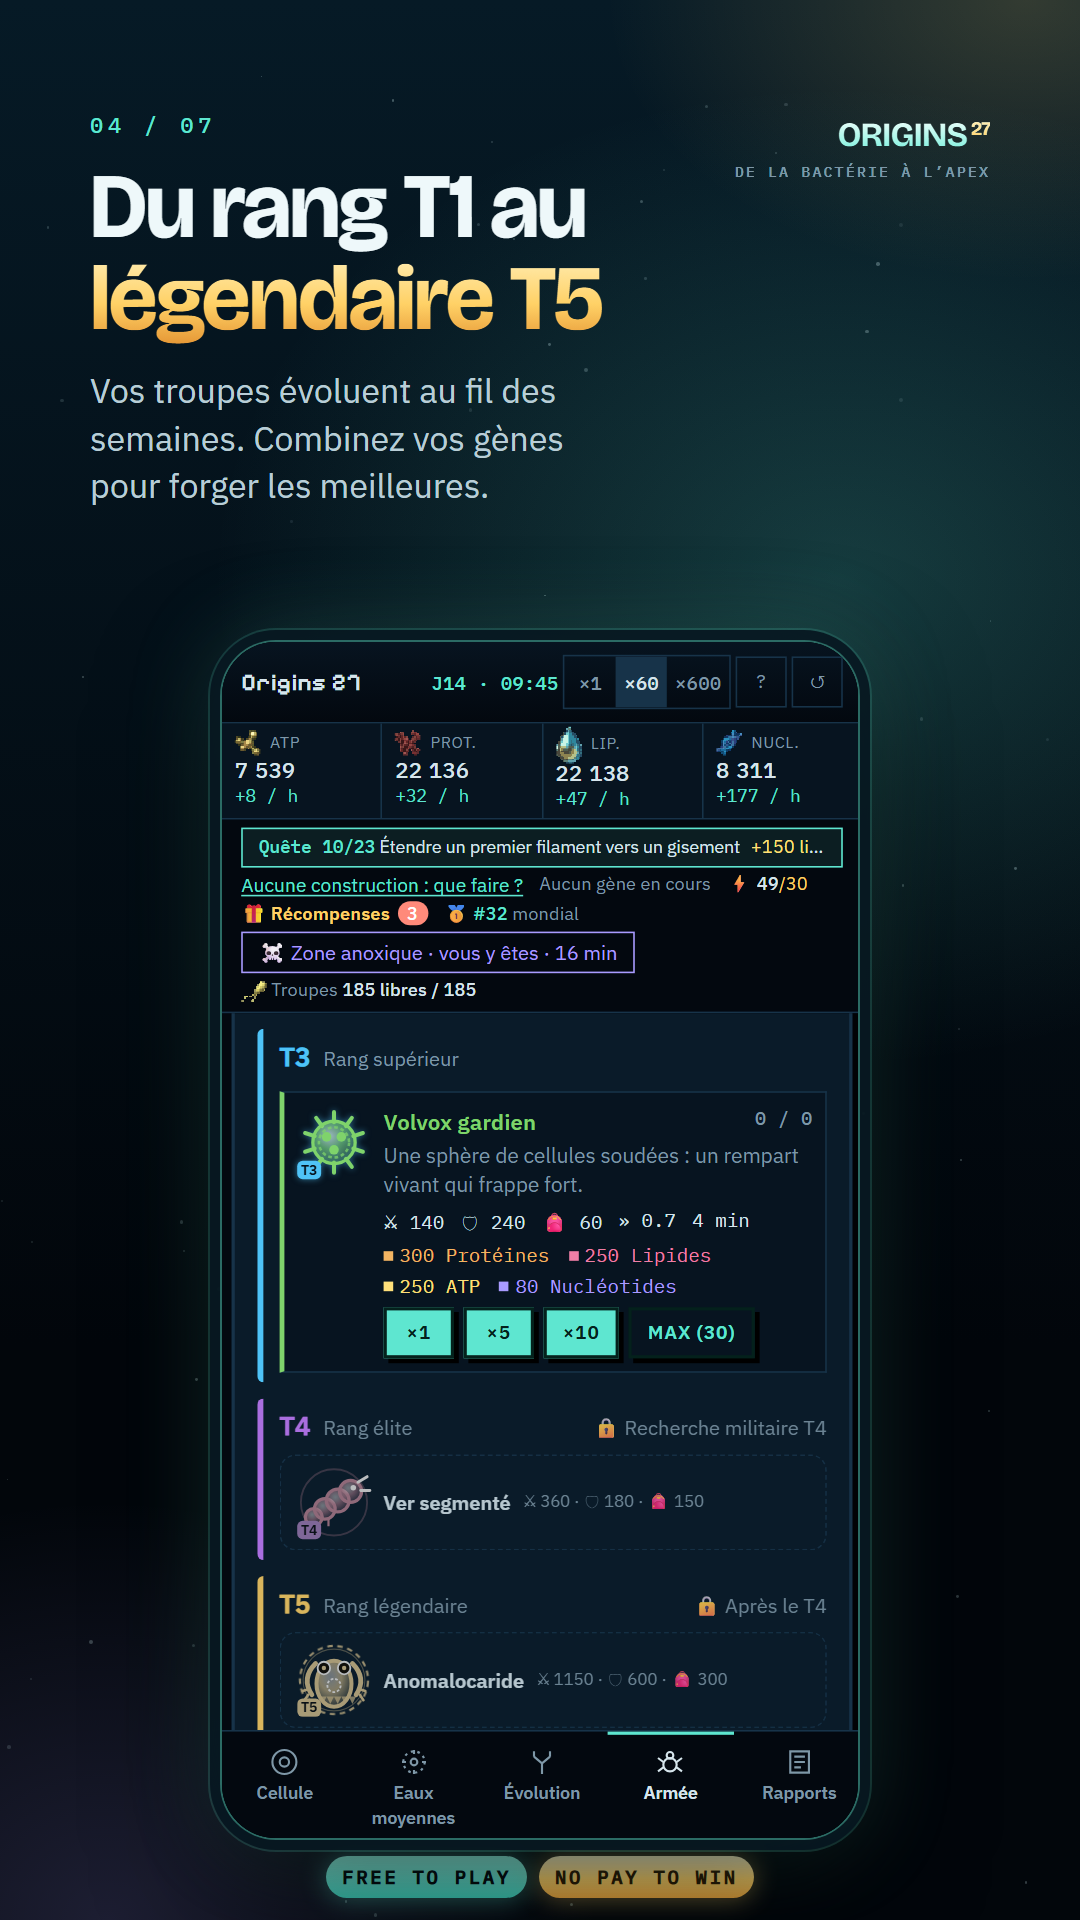 04 / 07
ORIGINS 27
DE LA BACTÉRIE À L’APEX
Du rang T1 au
légendaire T5
Vos troupes évoluent au fil des
semaines. Combinez vos gènes
pour forger les meilleures.
Origins 27
J14 · 09:45
×1 ×60 ×600 ? ↺
ATP PROT. LIP. NUCL.
7 539 22 136 22 138 8 311
+8 / h +32 / h +47 / h +177 / h
Quête 10/23 Étendre un premier filament vers un gisement +150 li...
Aucune construction : que faire ? Aucun gène en cours 49/30
Récompenses 3 #32 mondial
Zone anoxique · vous y êtes · 16 min
Troupes 185 libres / 185
T3 Rang supérieur
Volvox gardien 0 / 0
T3
Une sphère de cellules soudées : un rempart
vivant qui frappe fort.
140 240 60 » 0.7 4 min
300 Protéines 250 Lipides
250 ATP 80 Nucléotides
×1 ×5 ×10 MAX (30)
T4 Rang élite Recherche militaire T4
T4
Ver segmenté 360 · 180 · 150
T5 Rang légendaire Après le T4
T5
Anomalocaride 1150 · 600 · 300
Cellule
Eaux
moyennes
Évolution
Armée
Rapports
FREE TO PLAY
NO PAY TO WIN